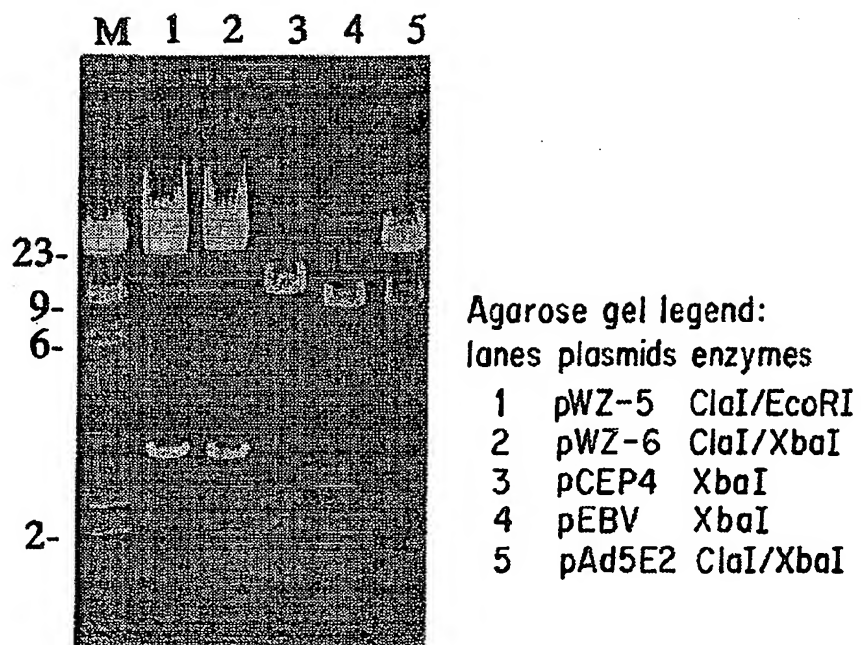 M 1 2 3 4 5
23-
9-
6-
2-
Agarose gel legend:
lanes plasmids enzymes
1 pWZ-5 ClaI/EcoRI
2 pWZ-6 ClaI/XbaI
3 pCEP4 XbaI
4 pEBV XbaI
5 pAd5E2 ClaI/XbaI